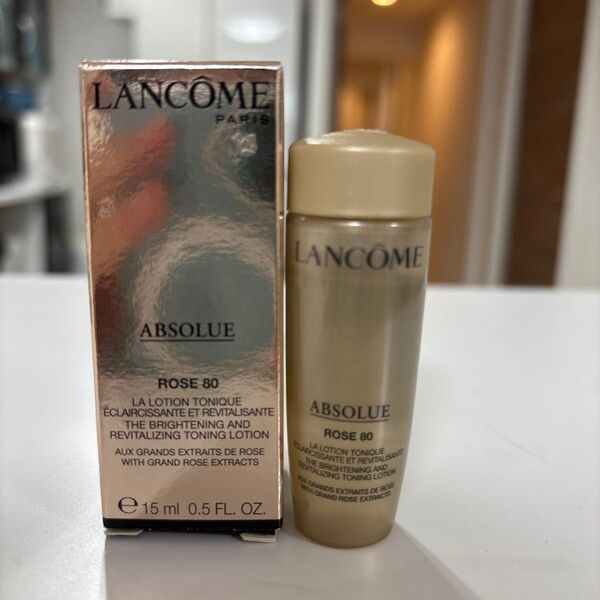 LANCÔME
PARIS
ABSOLUE
ROSE 80
LA LOTION TONIQUE
ÉCLAIRCISSANTE ET REVITALISANTE
THE BRIGHTENING AND
REVITALIZING TONING LOTION
AUX GRANDS EXTRAITS DE ROSE
WITH GRAND ROSE EXTRACTS
e 15 ml 0.5 FL. OZ.
LANCÔME
ABSOLUE
ROSE 80
LA LOTION TONIQUE
ÉCLAIRCISSANTE ET REVITALISANTE
THE BRIGHTENING AND
REVITALIZING TONING LOTION
AUX GRANDS EXTRAITS DE ROSE
WITH GRAND ROSE EXTRACTS